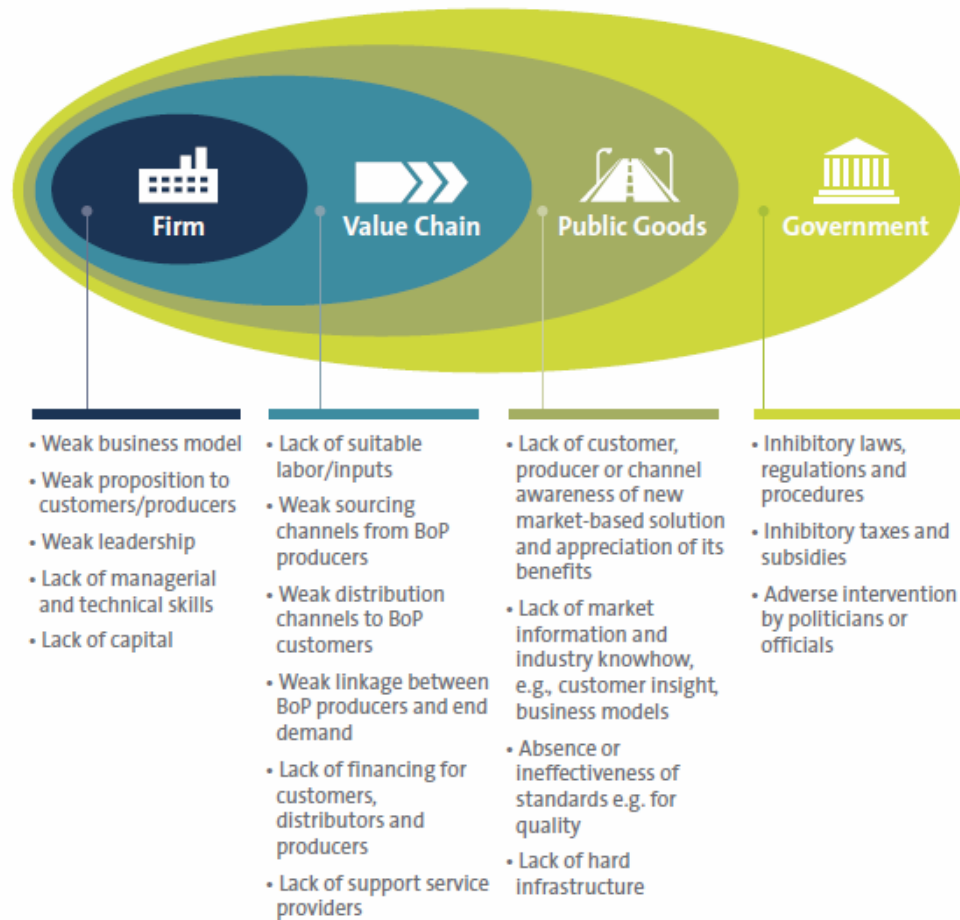 Firm
Value Chain
Public Goods
Government
• Weak business model
• Weak proposition to
customers/producers
• Weak leadership
• Lack of managerial
and technical skills
• Lack of capital
• Lack of suitable
labor/inputs
• Weak sourcing
channels from BoP
producers
• Weak distribution
channels to BoP
customers
• Weak linkage between
BoP producers and end
demand
• Lack of financing for
customers,
distributors and
producers
• Lack of support service
providers
• Lack of customer,
producer or channel
awareness of new
market-based solution
and appreciation of its
benefits
• Lack of market
information and
industry knowhow,
e.g., customer insight,
business models
• Absence or
ineffectiveness of
standards e.g. for
quality
• Lack of hard
infrastructure
• Inhibitory laws,
regulations and
procedures
• Inhibitory taxes and
subsidies
• Adverse intervention
by politicians or
officials